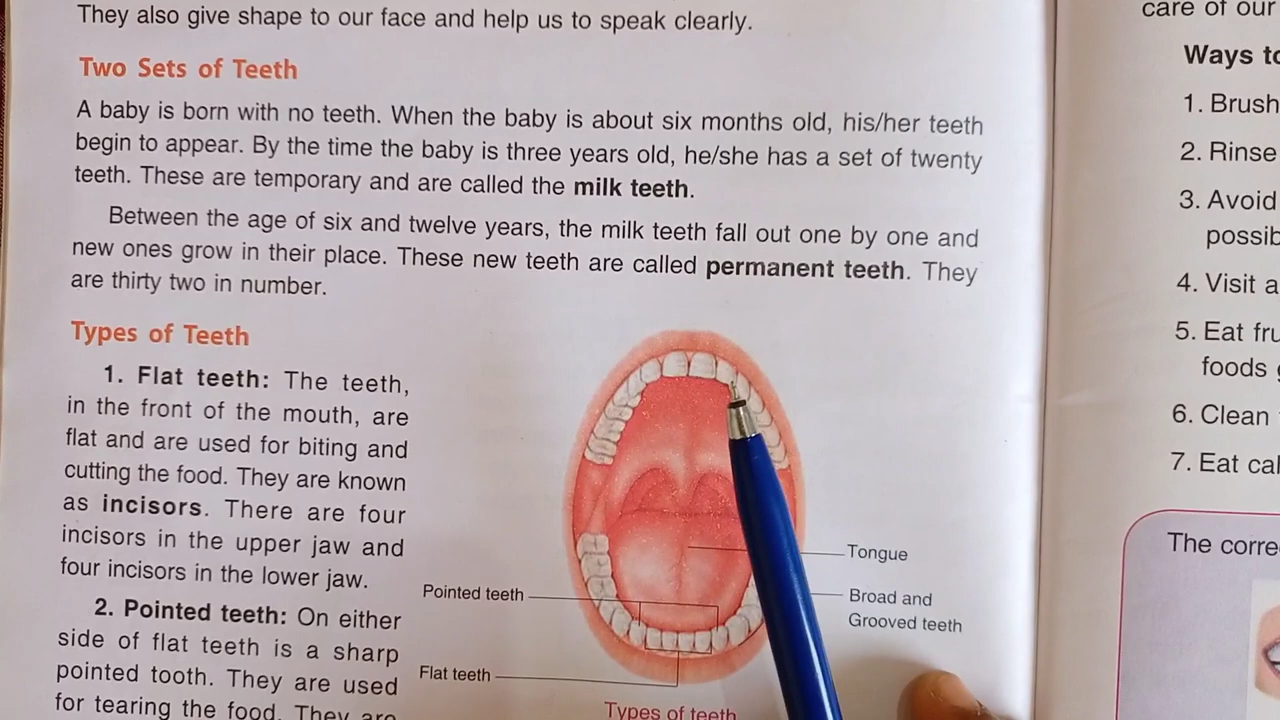 They also give shape to our face and help us to speak clearly.
Two Sets of Teeth
A baby is born with no teeth. When the baby is about six months old, his/her teeth
begin to appear. By the time the baby is three years old, he/she has a set of twenty
teeth. These are temporary and are called the milk teeth.
Between the age of six and twelve years, the milk teeth fall out one by one and
new ones grow in their place. These new teeth are called permanent teeth. They
are thirty two in number.
Types of Teeth
1. Flat teeth: The teeth,
in the front of the mouth, are
flat and are used for biting and
cutting the food. They are known
as incisors. There are four
incisors in the upper jaw and
four incisors in the lower jaw.
2. Pointed teeth: On either
side of flat teeth is a sharp
pointed tooth. They are used
for tearing the food. They are
Tongue
Pointed teeth
Broad and
Grooved teeth
Flat teeth
Types of teeth
care of our
Ways to
1. Brush
2. Rinse
3. Avoid
4. Visit a
5. Eat
foods
6. Clean
7. Eat
The